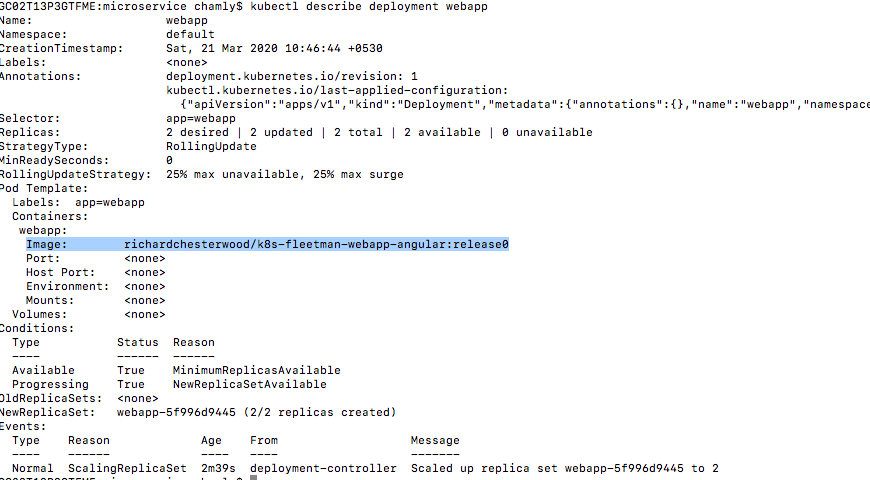 GC02T13P3GTFME:microservice chamly$ kubectl describe deployment webapp
Name:                   webapp
Namespace:              default
CreationTimestamp:      Sat, 21 Mar 2020 10:46:44 +0530
Labels:                 <none>
Annotations:            deployment.kubernetes.io/revision: 1
                        kubectl.kubernetes.io/last-applied-configuration:
                          {"apiVersion":"apps/v1","kind":"Deployment","metadata":{"annotations":{},"name":"webapp","namespace
Selector:               app=webapp
Replicas:               2 desired | 2 updated | 2 total | 2 available | 0 unavailable
StrategyType:           RollingUpdate
MinReadySeconds:        0
RollingUpdateStrategy:  25% max unavailable, 25% max surge
Pod Template:
  Labels:  app=webapp
  Containers:
   webapp:
    Image:        richardchesterwood/k8s-fleetman-webapp-angular:release0
    Port:         <none>
    Host Port:    <none>
    Environment:  <none>
    Mounts:       <none>
  Volumes:        <none>
Conditions:
  Type           Status  Reason
  ----           ------  ------
  Available      True    MinimumReplicasAvailable
  Progressing    True    NewReplicaSetAvailable
OldReplicaSets:  <none>
NewReplicaSet:   webapp-5f996d9445 (2/2 replicas created)
Events:
  Type    Reason             Age    From                   Message
  ----    ------             ----   ----                   -------
  Normal  ScalingReplicaSet  2m39s  deployment-controller  Scaled up replica set webapp-5f996d9445 to 2
GC02T13P3GTFME:microservice chamly$